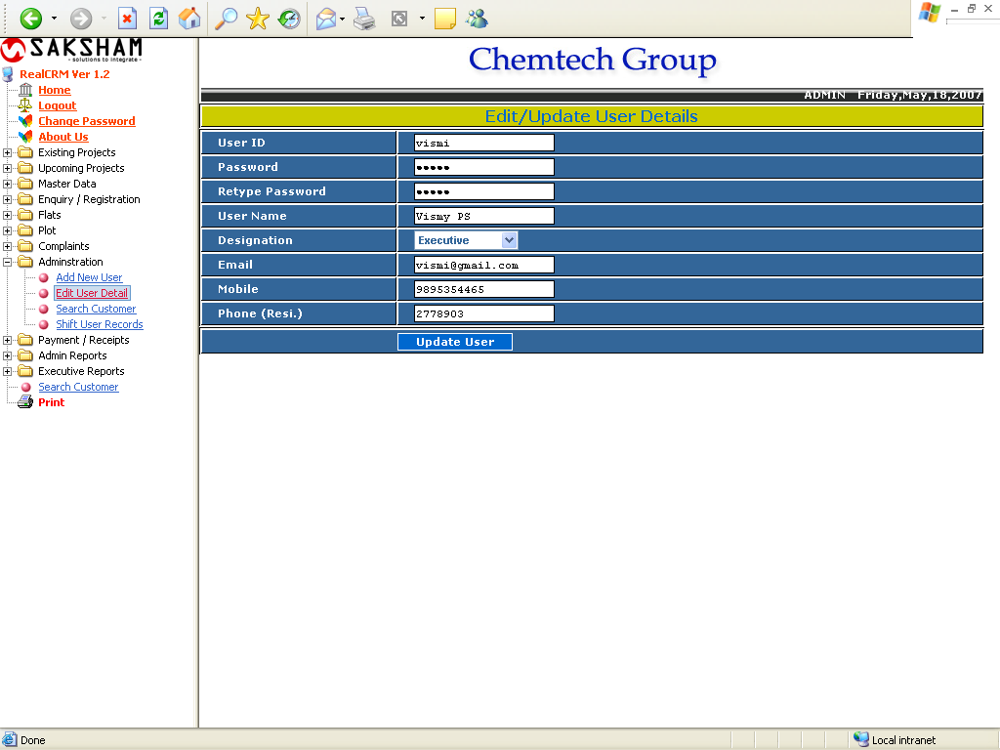 SAKSHAM
- solutions to integrate -
RealCRM Ver 1.2
Home
Logout
Change Password
About Us
Existing Projects
Upcoming Projects
Master Data
Enquiry / Registration
Flats
Plot
Complaints
Adminstration
Add New User
Edit User Detail
Search Customer
Shift User Records
Payment / Receipts
Admin Reports
Executive Reports
Search Customer
Print
Chemtech Group
ADMIN Friday,May,18,2007
Edit/Update User Details
User ID vismi
Password •••••
Retype Password •••••
User Name Vismy PS
Designation Executive
Email vismi@gmail.com
Mobile 9895354465
Phone (Resi.) 2778903
Update User
Done Local intranet